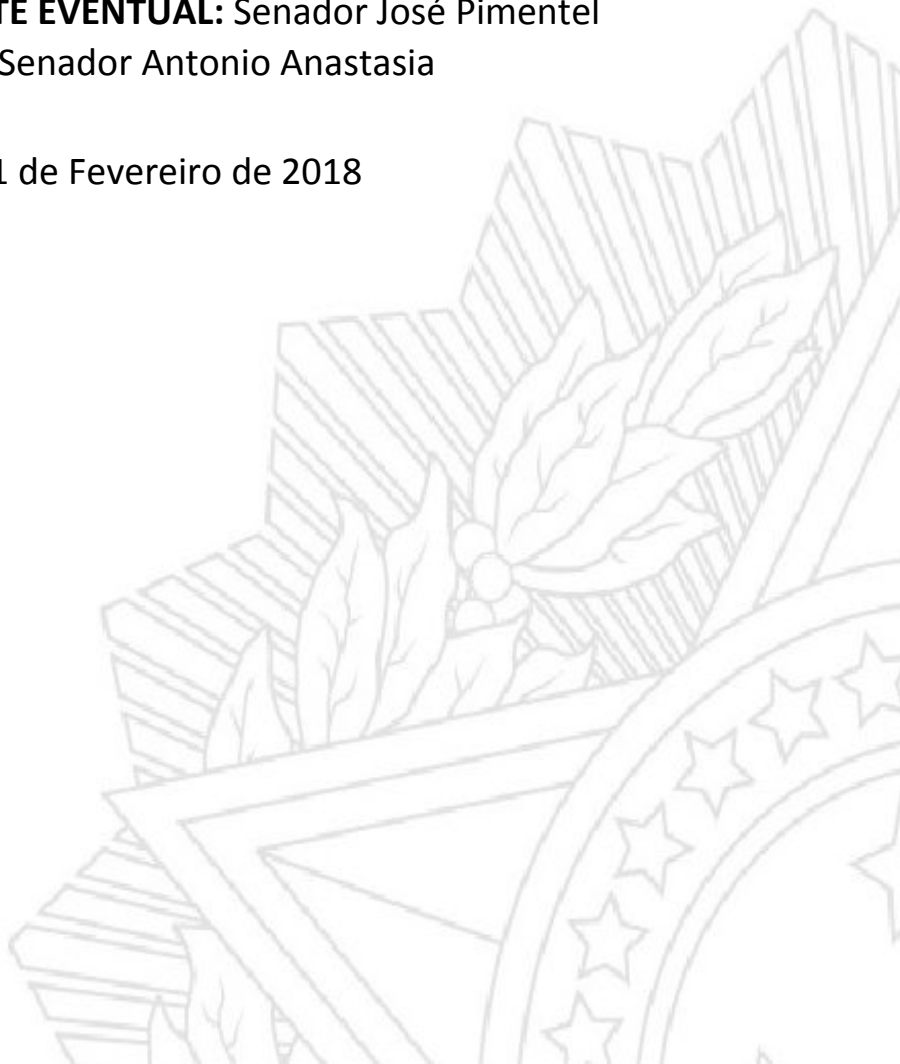 TE EVENTUAL: Senador José Pimentel
Senador Antonio Anastasia
1 de Fevereiro de 2018